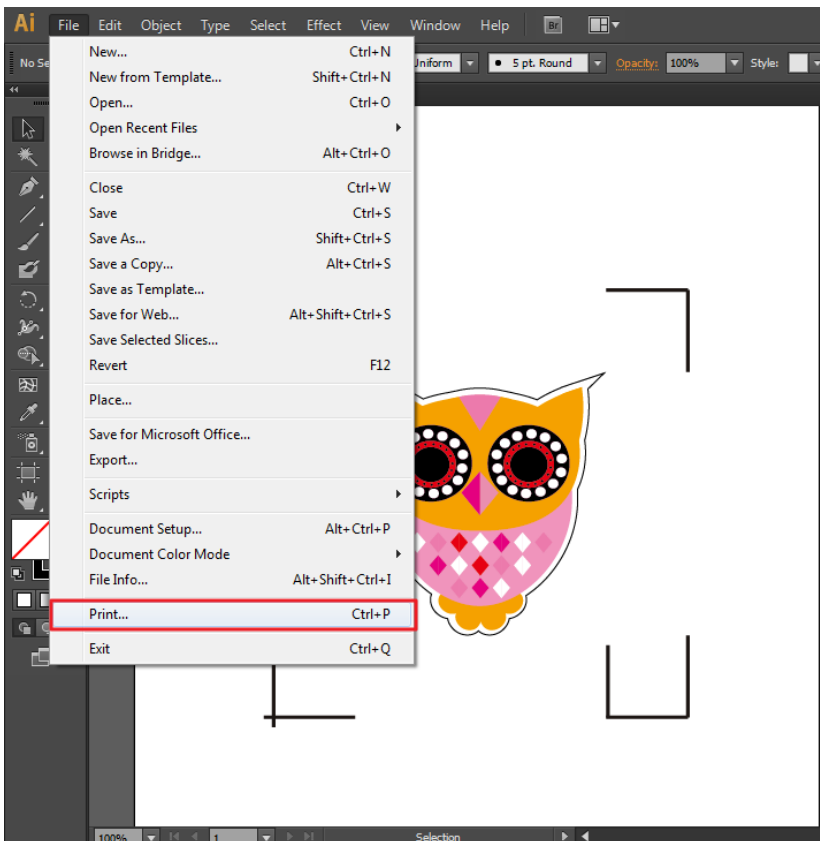 Ai File Edit Object Type Select Effect View Window Help Br
No Se
Uniform 5 pt. Round Opacity: 100% Style:
New... Ctrl+N
New from Template... Shift+Ctrl+N
Open... Ctrl+O
Open Recent Files
Browse in Bridge... Alt+Ctrl+O
Close Ctrl+W
Save Ctrl+S
Save As... Shift+Ctrl+S
Save a Copy... Alt+Ctrl+S
Save as Template...
Save for Web... Alt+Shift+Ctrl+S
Save Selected Slices...
Revert F12
Place...
Save for Microsoft Office...
Export...
Scripts
Document Setup... Alt+Ctrl+P
Document Color Mode
File Info... Alt+Shift+Ctrl+I
Print... Ctrl+P
Exit Ctrl+Q
100% 1 Selection